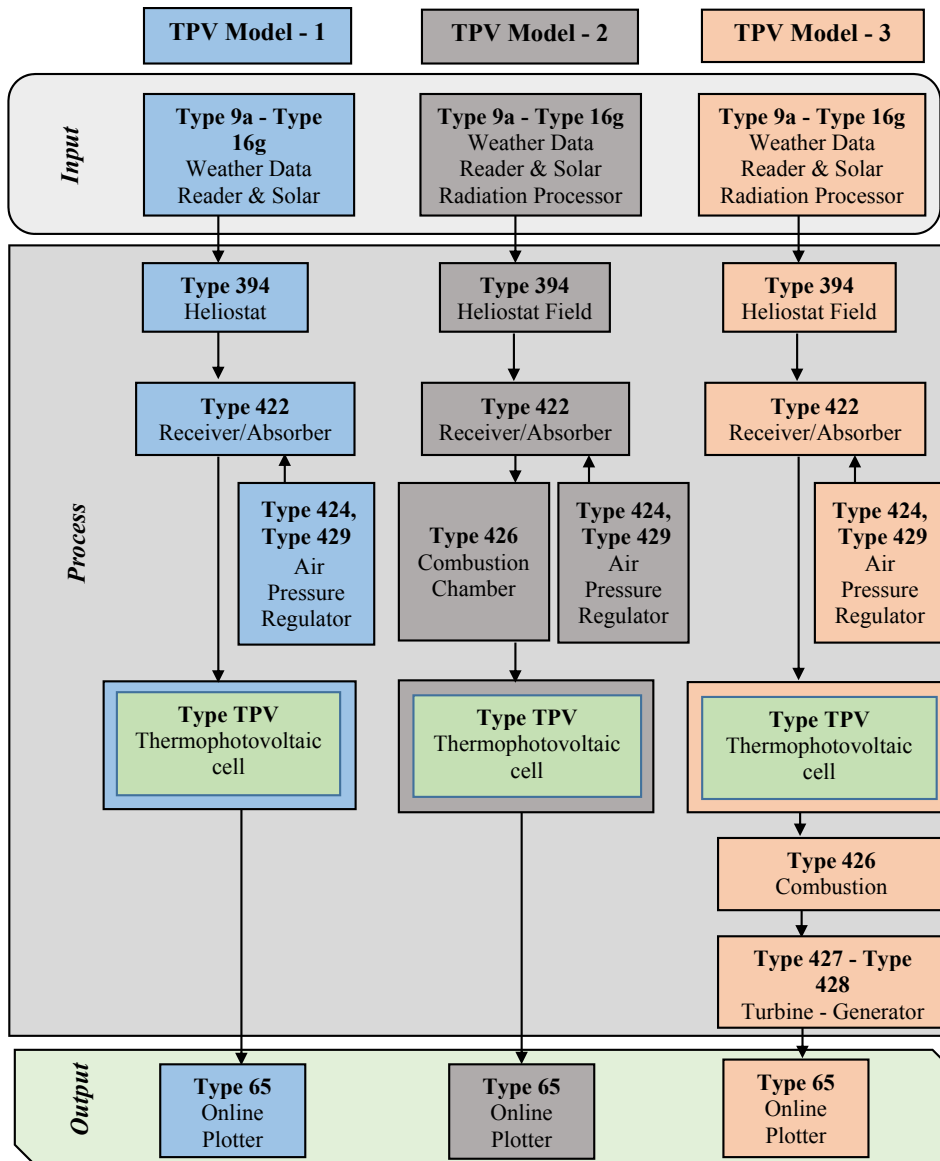 TPV Model - 1
TPV Model - 2
TPV Model - 3
Input
Type 9a - Type
16g
Weather Data
Reader & Solar
Type 9a - Type 16g
Weather Data
Reader & Solar
Radiation Processor
Type 9a - Type 16g
Weather Data
Reader & Solar
Radiation Processor
Process
Type 394
Heliostat
Type 394
Heliostat Field
Type 394
Heliostat Field
Type 422
Receiver/Absorber
Type 422
Receiver/Absorber
Type 422
Receiver/Absorber
Type 424,
Type 429
Air
Pressure
Regulator
Type 426
Combustion
Chamber
Type 424,
Type 429
Air
Pressure
Regulator
Type 424,
Type 429
Air
Pressure
Regulator
Type TPV
Thermophotovoltaic
cell
Type TPV
Thermophotovoltaic
cell
Type TPV
Thermophotovoltaic
cell
Type 426
Combustion
Type 427 - Type
428
Turbine - Generator
Output
Type 65
Online
Plotter
Type 65
Online
Plotter
Type 65
Online
Plotter